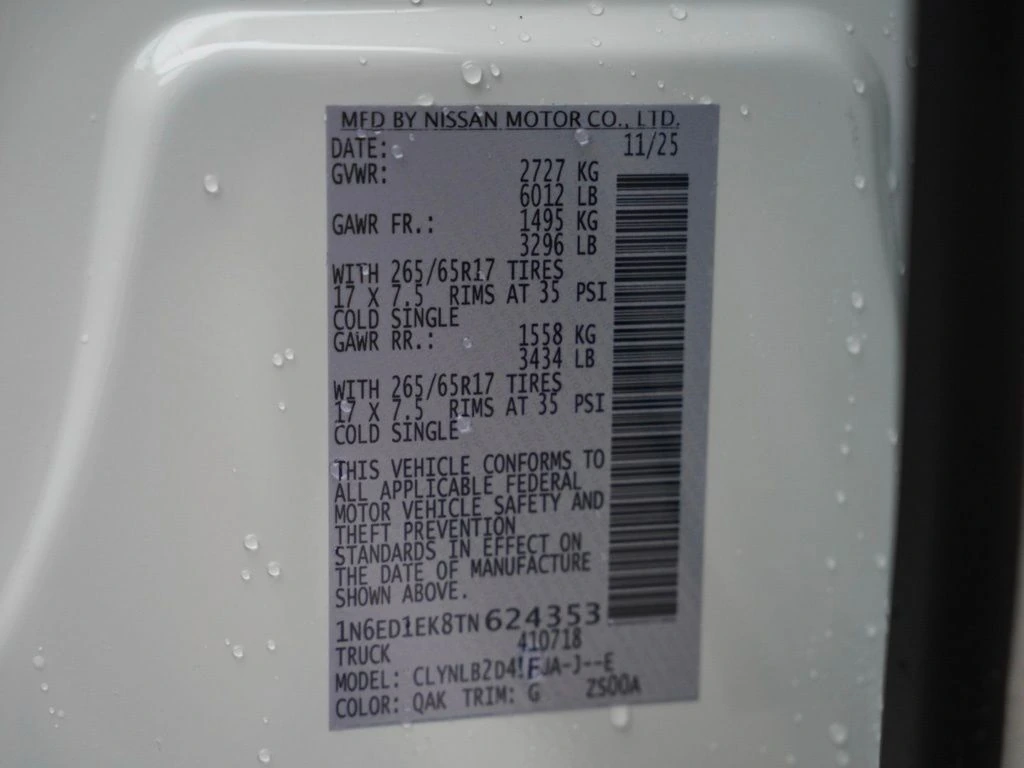 MFD BY NISSAN MOTOR CO., LTD.
DATE: 11/25
GVWR: 2727 KG
6012 LB
GAWR FR.: 1495 KG
3296 LB
WITH 265/65R17 TIRES
17 X 7.5 RIMS AT 35 PSI
COLD SINGLE
GAWR RR.: 1558 KG
3434 LB
WITH 265/65R17 TIRES
17 X 7.5 RIMS AT 35 PSI
COLD SINGLE
THIS VEHICLE CONFORMS TO
ALL APPLICABLE FEDERAL
MOTOR VEHICLE SAFETY AND
THEFT PREVENTION
STANDARDS IN EFFECT ON
THE DATE OF MANUFACTURE
SHOWN ABOVE.
1N6ED1EK8TN624353
TRUCK 410718
MODEL:
COLOR: QAK TRIM: G ZS00A